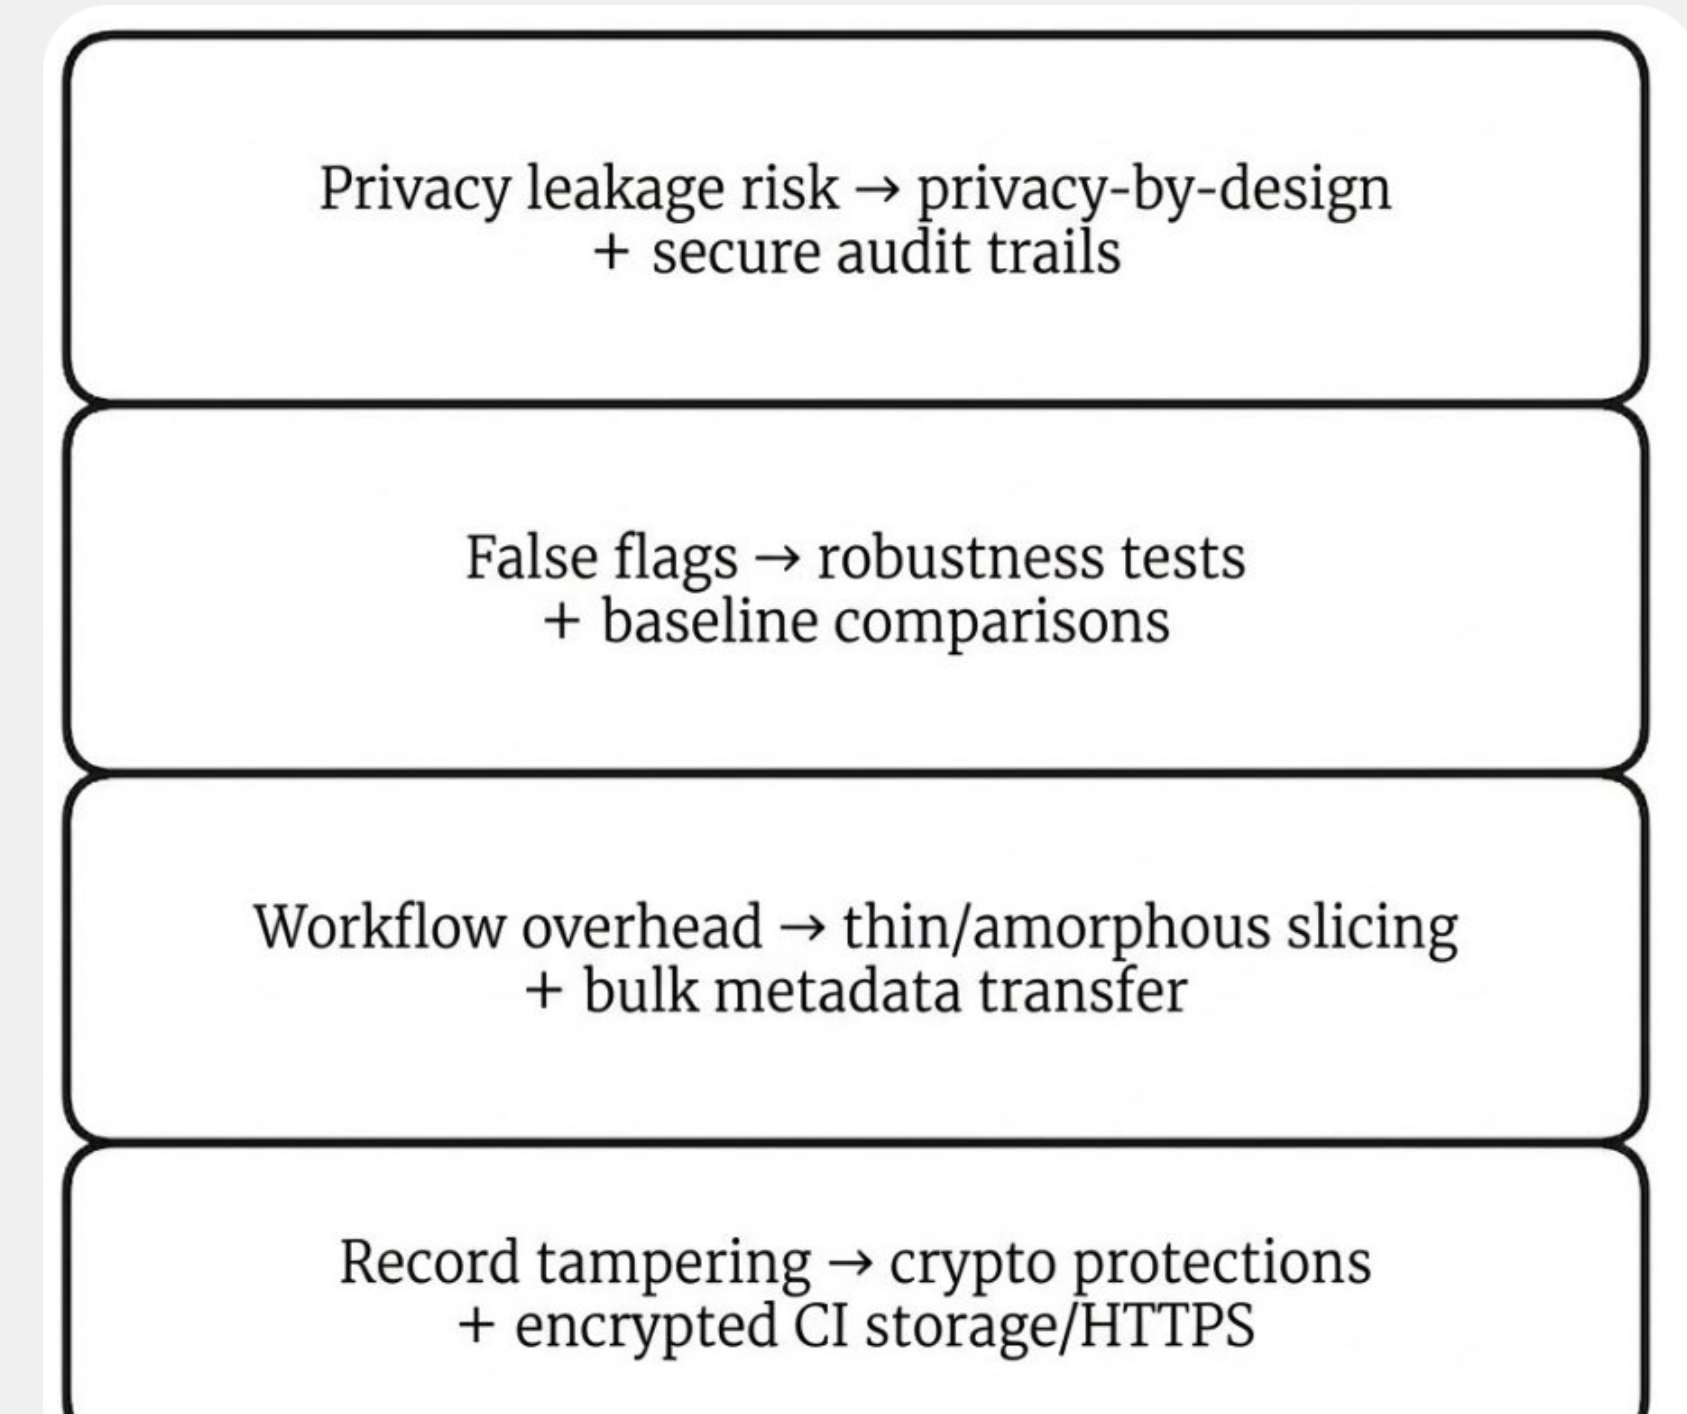 Privacy leakage risk → privacy-by-design
+ secure audit trails
False flags → robustness tests
+ baseline comparisons
Workflow overhead → thin/amorphous slicing
+ bulk metadata transfer
Record tampering → crypto protections
+ encrypted CI storage/HTTPS